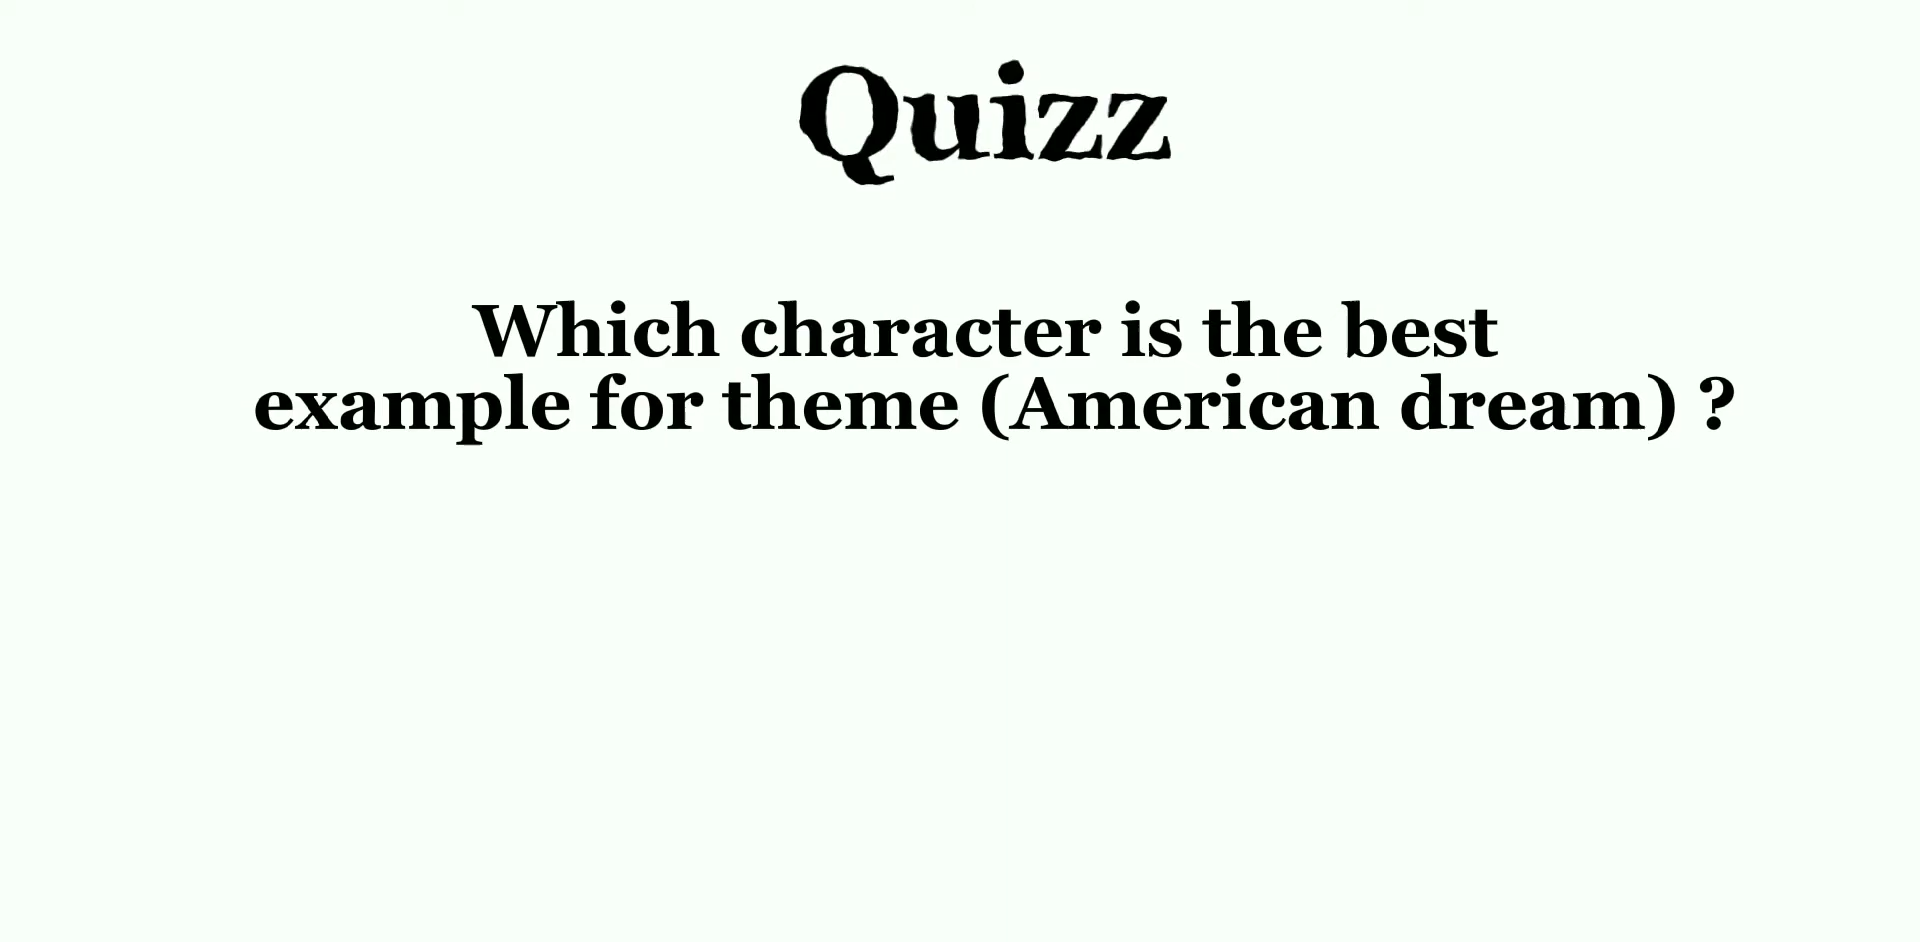 Quizz
Which character is the best
example for theme (American dream) ?